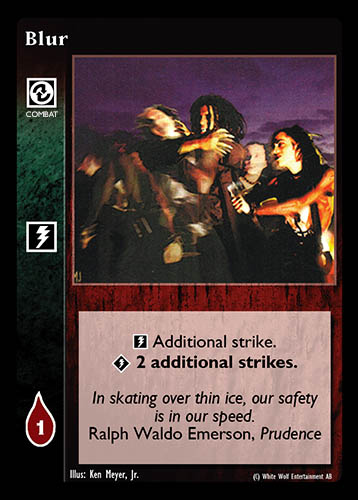 Blur
COMBAT
Additional strike.
2 additional strikes.
In skating over thin ice, our safety
is in our speed.
Ralph Waldo Emerson, Prudence
1
Illus: Ken Meyer, Jr.
(C) White Wolf Entertainment AB
MJ